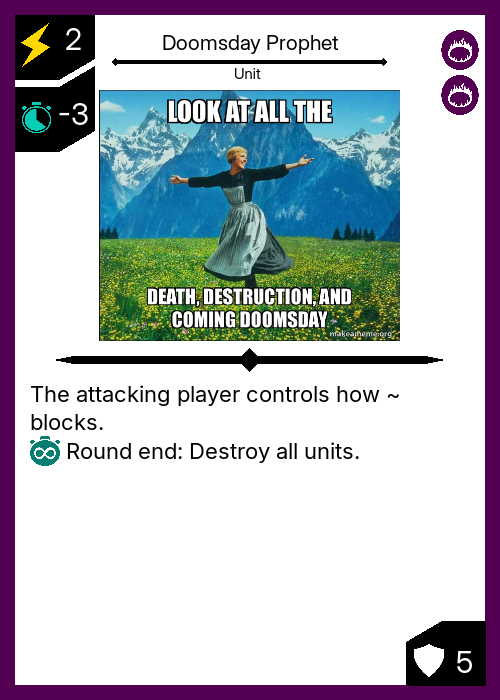 2
Doomsday Prophet
Unit
-3
LOOK AT ALL THE
DEATH, DESTRUCTION, AND
COMING DOOMSDAY
makeameme.org
The attacking player controls how ~
blocks.
Round end: Destroy all units.
5